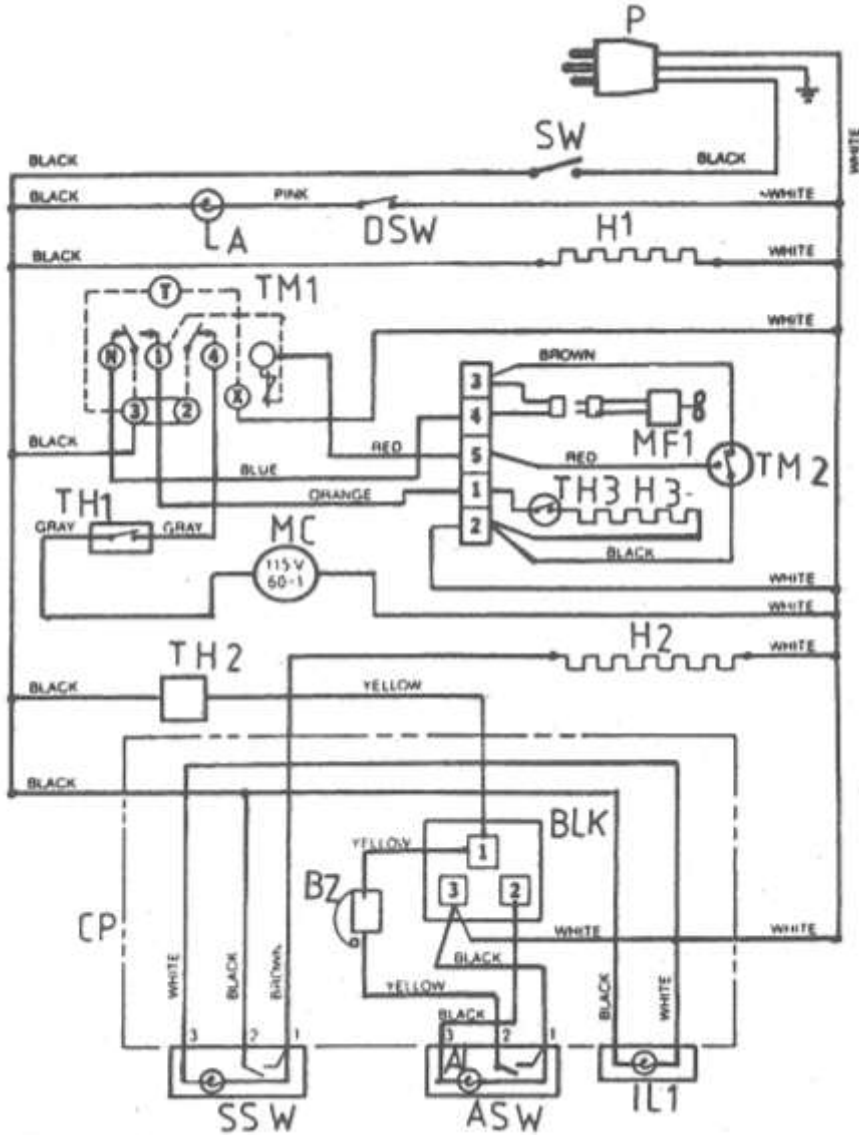 P
SW
BLACK
BLACK
WHITE
BLACK
PINK
WHITE
LA
DSW
H1
BLACK
WHITE
T
TM1
WHITE
N
1
4
BROWN
X
3
3
2
4
MF1
BLACK
RED
5
RED
TM2
BLUE
ORANGE
1
TH3
H3
TH1
GRAY
GRAY
MC
2
BLACK
115V
60-1
WHITE
WHITE
H2
TH2
WHITE
BLACK
YELLOW
BLACK
BLK
YELLOW
1
BZ
3
2
CP
WHITE
WHITE
WHITE
BLACK
BROWN
BLACK
YELLOW
BLACK
BLACK
WHITE
3
2
1
3
2
1
AL
SSW
ASW
IL1